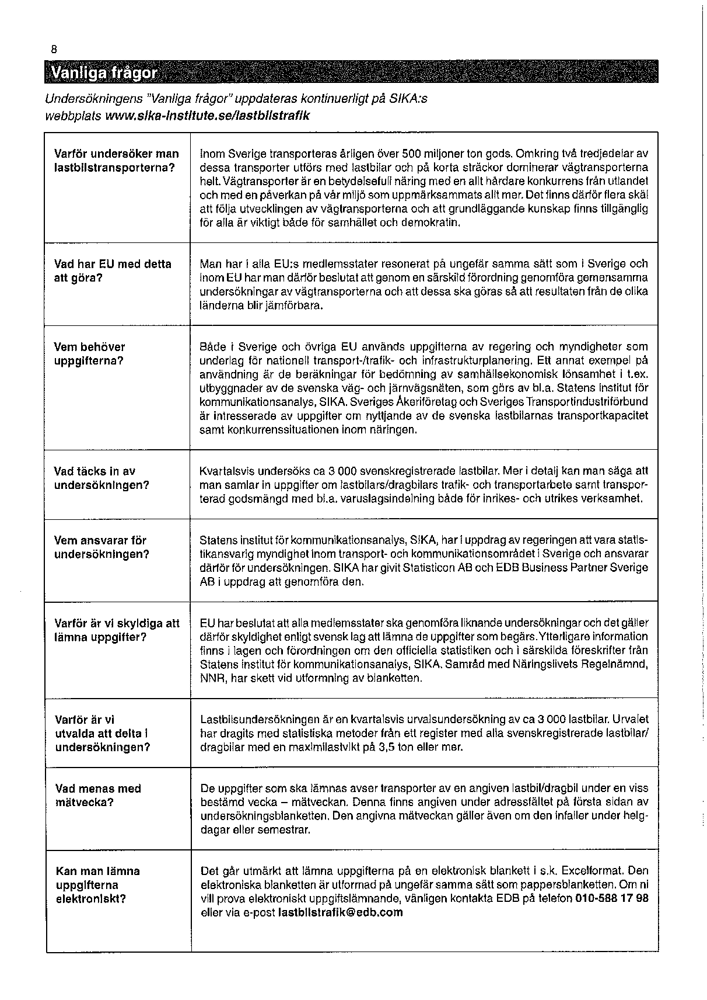 8
Vanliga frågor
Undersökningens "Vanliga frågor" uppdateras kontinuerligt på SIKA:s
webbplats www.sika-institute.se/lastbilstrafik
Varför undersöker man
lastbilstransporterna?
Inom Sverige transporteras årligen över 500 miljoner ton gods. Omkring två tredjedelar av
dessa transporter utförs med lastbilar och på korta sträckor dominerar vägtransporterna
helt. Vägtransporter är en betydelsefull näring med en allt hårdare konkurrens från utlandet
och med en påverkan på vår miljö som uppmärksammats allt mer. Det finns därför flera skäl
att följa utvecklingen av vägtransporterna och att grundläggande kunskap finns tillgänglig
för alla är viktigt både för samhället och demokratin.
Vad har EU med detta
att göra?
Man har i alla EU:s medlemsstater resonerat på ungefär samma sätt som i Sverige och
inom EU har man därför beslutat att genom en särskild förordning genomföra gemensamma
undersökningar av vägtransporterna och att dessa ska göras så att resultaten från de olika
länderna blir jämförbara.
Vem behöver
uppgifterna?
Både i Sverige och övriga EU används uppgifterna av regering och myndigheter som
underlag för nationell transport-/trafik- och infrastrukturplanering. Ett annat exempel på
användning är de beräkningar för bedömning av samhällsekonomisk lönsamhet i t.ex.
utbyggnader av de svenska väg- och järnvägsnäten, som görs av bl.a. Statens institut för
kommunikationsanalys, SIKA. Sveriges Åkeriföretag och Sveriges Transportindustriförbund
är intresserade av uppgifter om nyttjande av de svenska lastbilarnas transportkapacitet
samt konkurrenssituationen inom näringen.
Vad täcks in av
undersökningen?
Kvartalsvis undersöks ca 3 000 svenskregistrerade lastbilar. Mer i detalj kan man säga att
man samlar in uppgifter om lastbilars/dragbilars trafik- och transportarbete samt transpor-
terad godsmängd med bl.a. varuslagsindelning både för inrikes- och utrikes verksamhet.
Vem ansvarar för
undersökningen?
Statens institut för kommunikationsanalys, SIKA, har i uppdrag av regeringen att vara statis-
tikansvarig myndighet inom transport- och kommunikationsområdet i Sverige och ansvarar
därför för undersökningen. SIKA har givit Statisticon AB och EDB Business Partner Sverige
AB i uppdrag att genomföra den.
Varför är vi skyldiga att
lämna uppgifter?
EU har beslutat att alla medlemsstater ska genomföra liknande undersökningar och det gäller
därför skyldighet enligt svensk lag att lämna de uppgifter som begärs. Ytterligare information
finns i lagen och förordningen om den officiella statistiken och i särskilda föreskrifter från
Statens institut för kommunikationsanalys, SIKA. Samråd med Näringslivets Regelnämnd,
NNR, har skett vid utformning av blanketten.
Varför är vi
utvalda att delta i
undersökningen?
Lastbilsundersökningen är en kvartalsvis urvalsundersökning av ca 3 000 lastbilar. Urvalet
har dragits med statistiska metoder från ett register med alla svenskregistrerade lastbilar/
dragbilar med en maximilastvikt på 3,5 ton eller mer.
Vad menas med
mätvecka?
De uppgifter som ska lämnas avser transporter av en angiven lastbil/dragbil under en viss
bestämd vecka – mätveckan. Denna finns angiven under adressfältet på första sidan av
undersökningsblanketten. Den angivna mätveckan gäller även om den infaller under helg-
dagar eller semestrar.
Kan man lämna
uppgifterna
elektroniskt?
Det går utmärkt att lämna uppgifterna på en elektronisk blankett i s.k. Excelformat. Den
elektroniska blanketten är utformad på ungefär samma sätt som pappersblanketten. Om ni
vill prova elektroniskt uppgiftslämnande, vänligen kontakta EDB på telefon 010-588 17 98
eller via e-post lastbilstrafik@edb.com